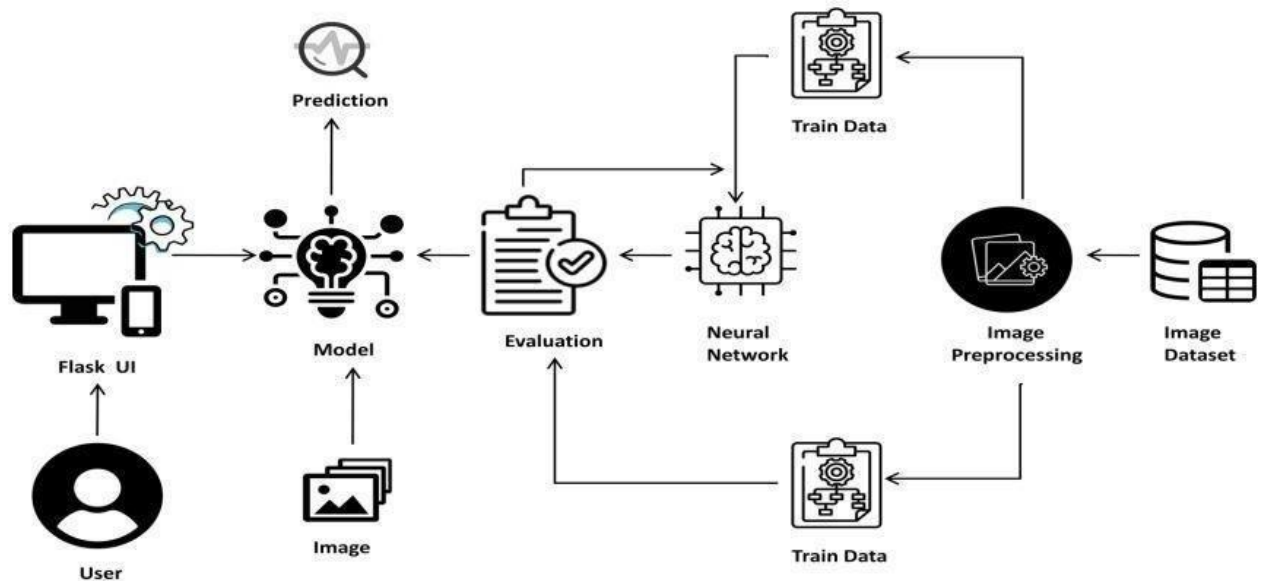 Prediction
Train Data
Flask UI
Model
Evaluation
Neural
Network
Image
Preprocessing
Image
Dataset
User
Image
Train Data